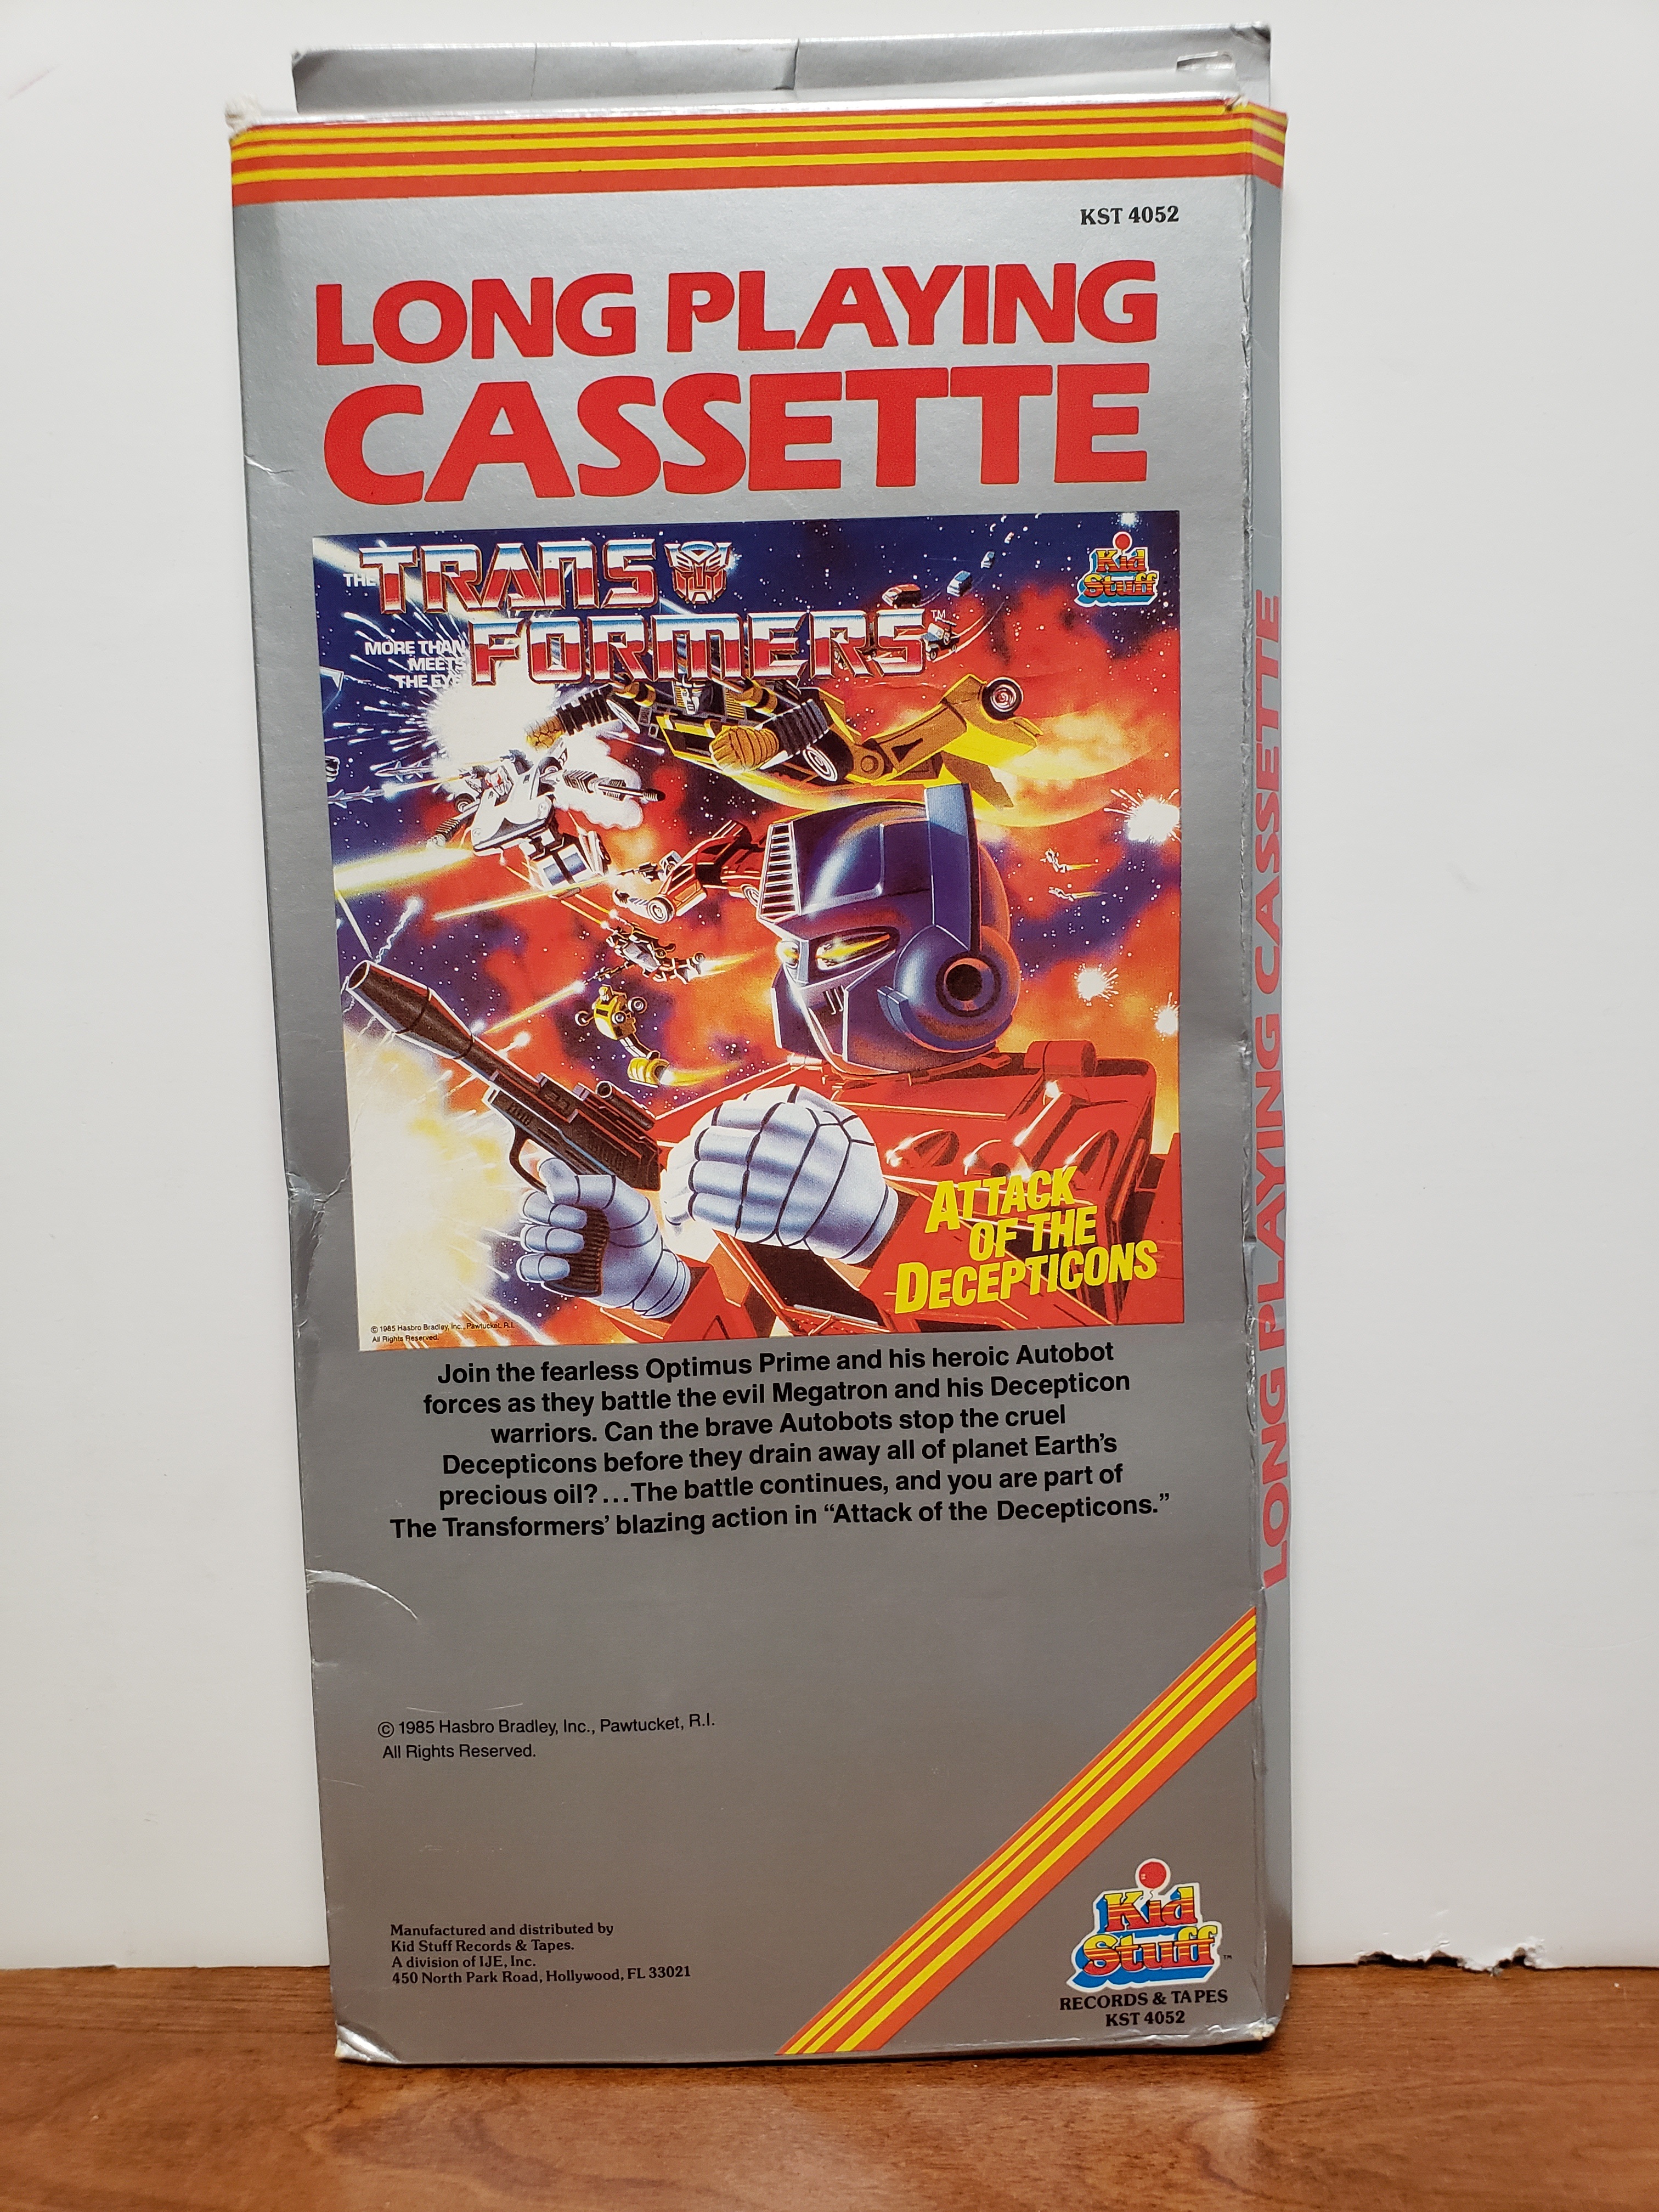 KST 4052
LONG PLAYING
CASSETTE
THE TRANS
FORMERS™
MORE THAN
MEETS
THE EYE
Kid
Stuff
ATTACK
OF THE
DECEPTICONS
© 1985 Hasbro Bradley, Inc., Pawtucket, R.I.
All Rights Reserved.
Join the fearless Optimus Prime and his heroic Autobot
forces as they battle the evil Megatron and his Decepticon
warriors. Can the brave Autobots stop the cruel
Decepticons before they drain away all of planet Earth's
precious oil?...The battle continues, and you are part of
The Transformers' blazing action in “Attack of the Decepticons.”
© 1985 Hasbro Bradley, Inc., Pawtucket, R.I.
All Rights Reserved.
Manufactured and distributed by
Kid Stuff Records & Tapes.
A division of IJE, Inc.
450 North Park Road, Hollywood, FL 33021
Kid
Stuff™
RECORDS & TAPES
KST 4052
LONG PLAYING CASSETTE